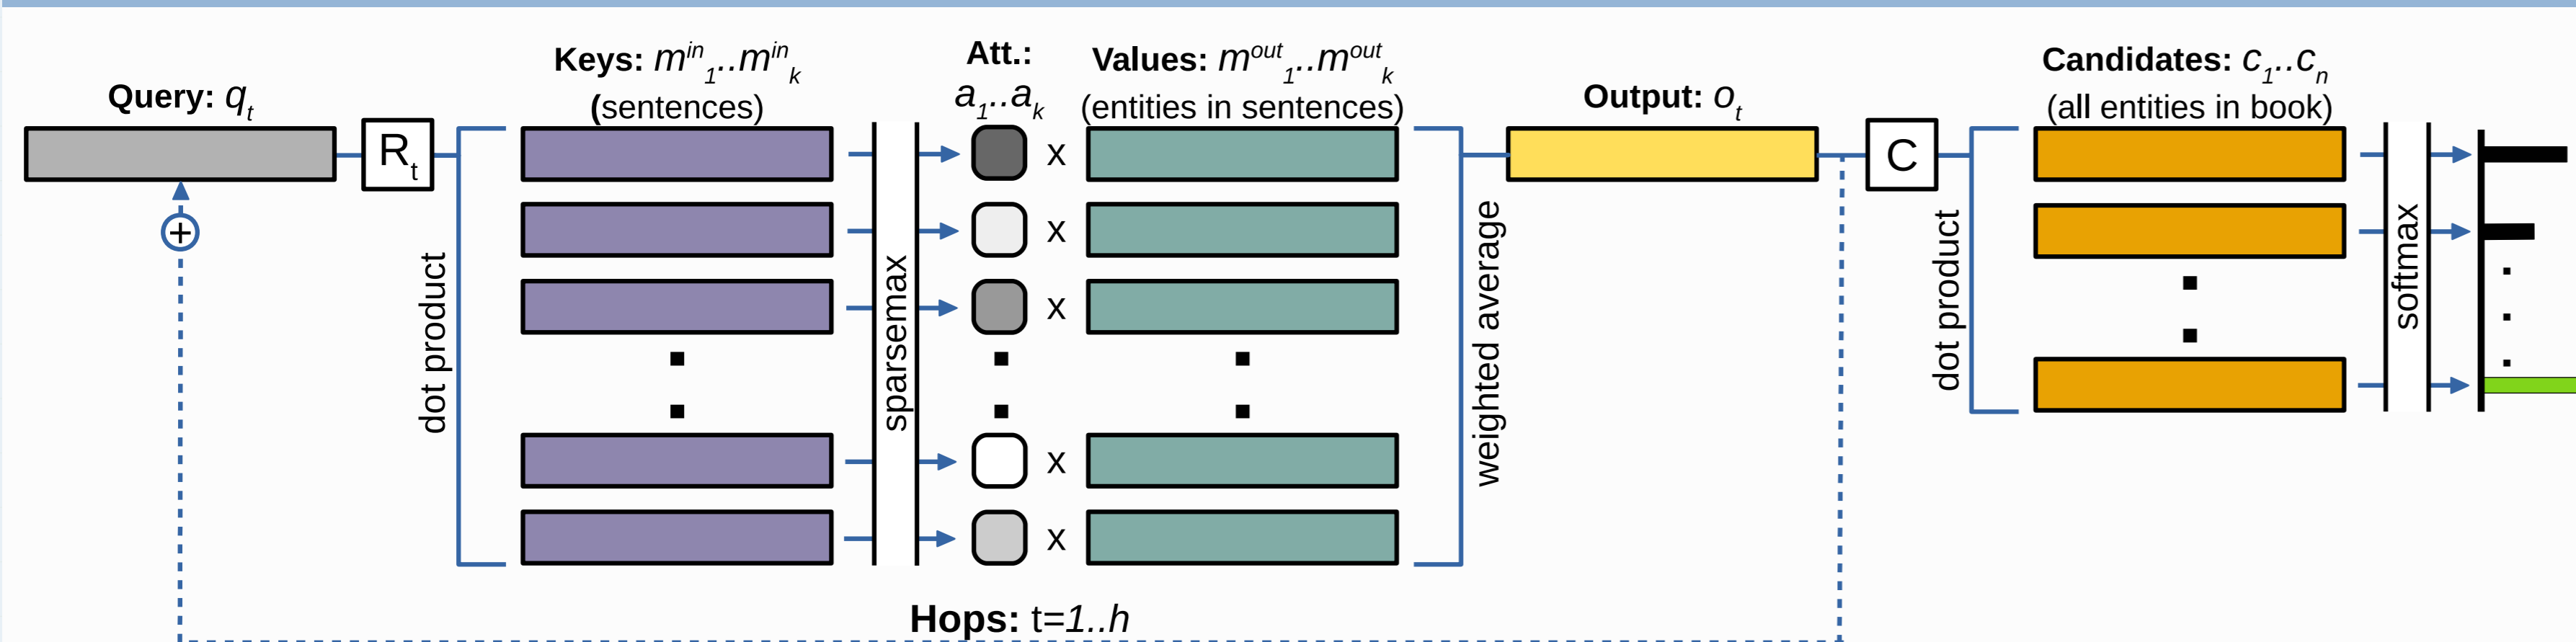 Query: q_t
R_t
dot product
Keys: m^in_1..m^in_k
(sentences)
sparsemax
Att.:
a_1..a_k
x
x
x
x
x
Values: m^out_1..m^out_k
(entities in sentences)
weighted average
Output: o_t
C
dot product
Candidates: c_1..c_n
(all entities in book)
softmax
+
Hops: t=1..h